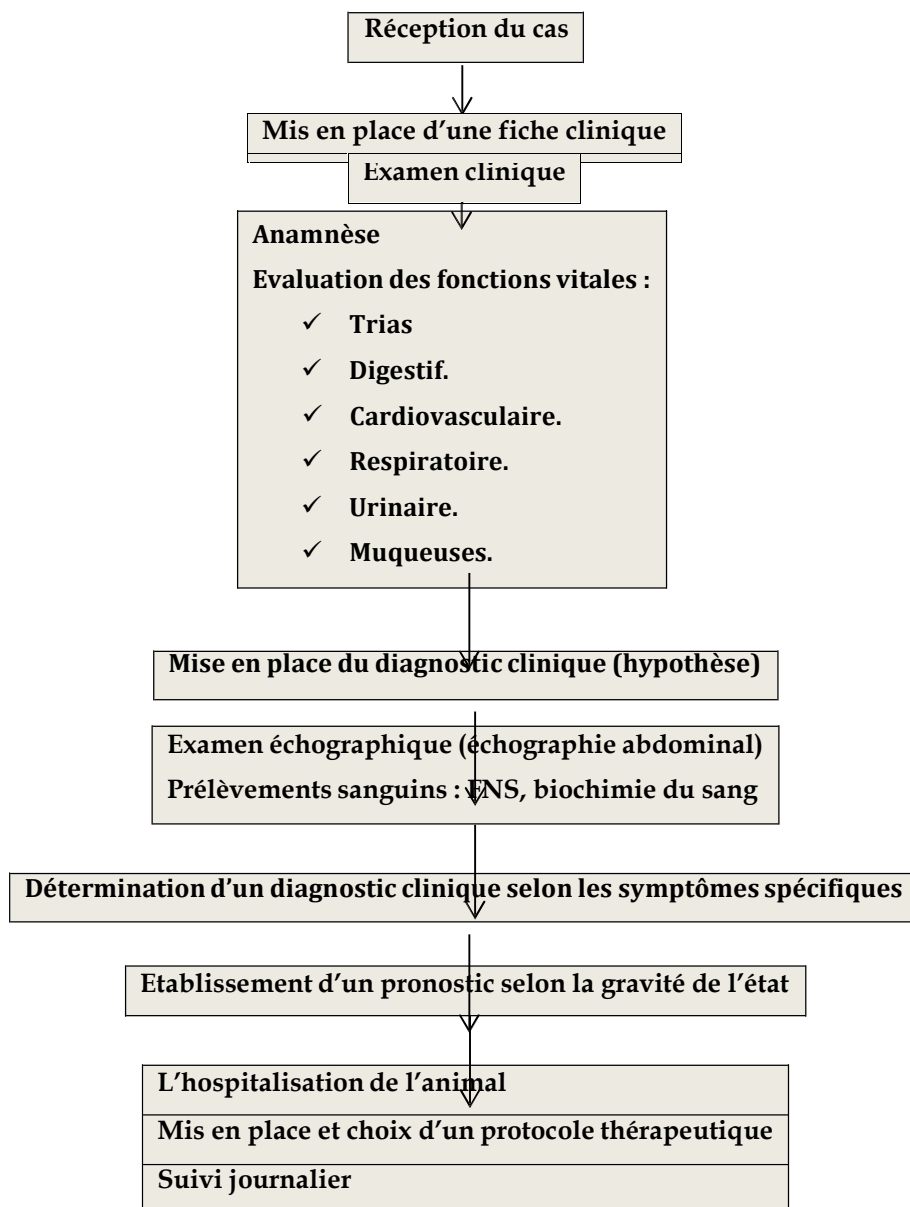 Réception du cas
Mis en place d’une fiche clinique
Examen clinique
Anamnèse
Evaluation des fonctions vitales :
✓ Trias
✓ Digestif.
✓ Cardiovasculaire.
✓ Respiratoire.
✓ Urinaire.
✓ Muqueuses.
Mise en place du diagnostic clinique (hypothèse)
Examen échographique (échographie abdominal)
Prélèvements sanguins : FNS, biochimie du sang
Détermination d’un diagnostic clinique selon les symptômes spécifiques
Etablissement d’un pronostic selon la gravité de l’état
L’hospitalisation de l’animal
Mis en place et choix d’un protocole thérapeutique
Suivi journalier